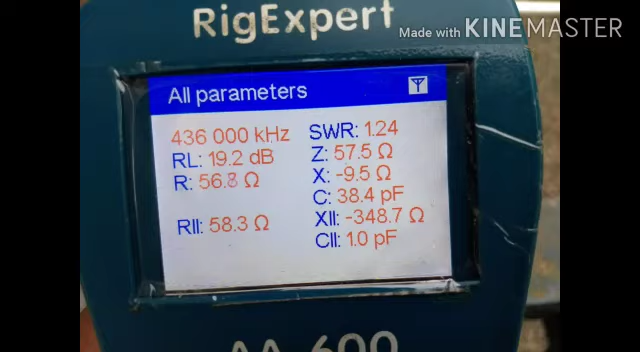 RigExpert
Made with KINEMASTER
All parameters
436 000 kHz
SWR: 1.24
RL: 19.2 dB
Z: 57.5 Ω
R: 56.8 Ω
X: -9.5 Ω
C: 38.4 pF
RII: 58.3 Ω
XII: -348.7 Ω
CII: 1.0 pF
AA-600